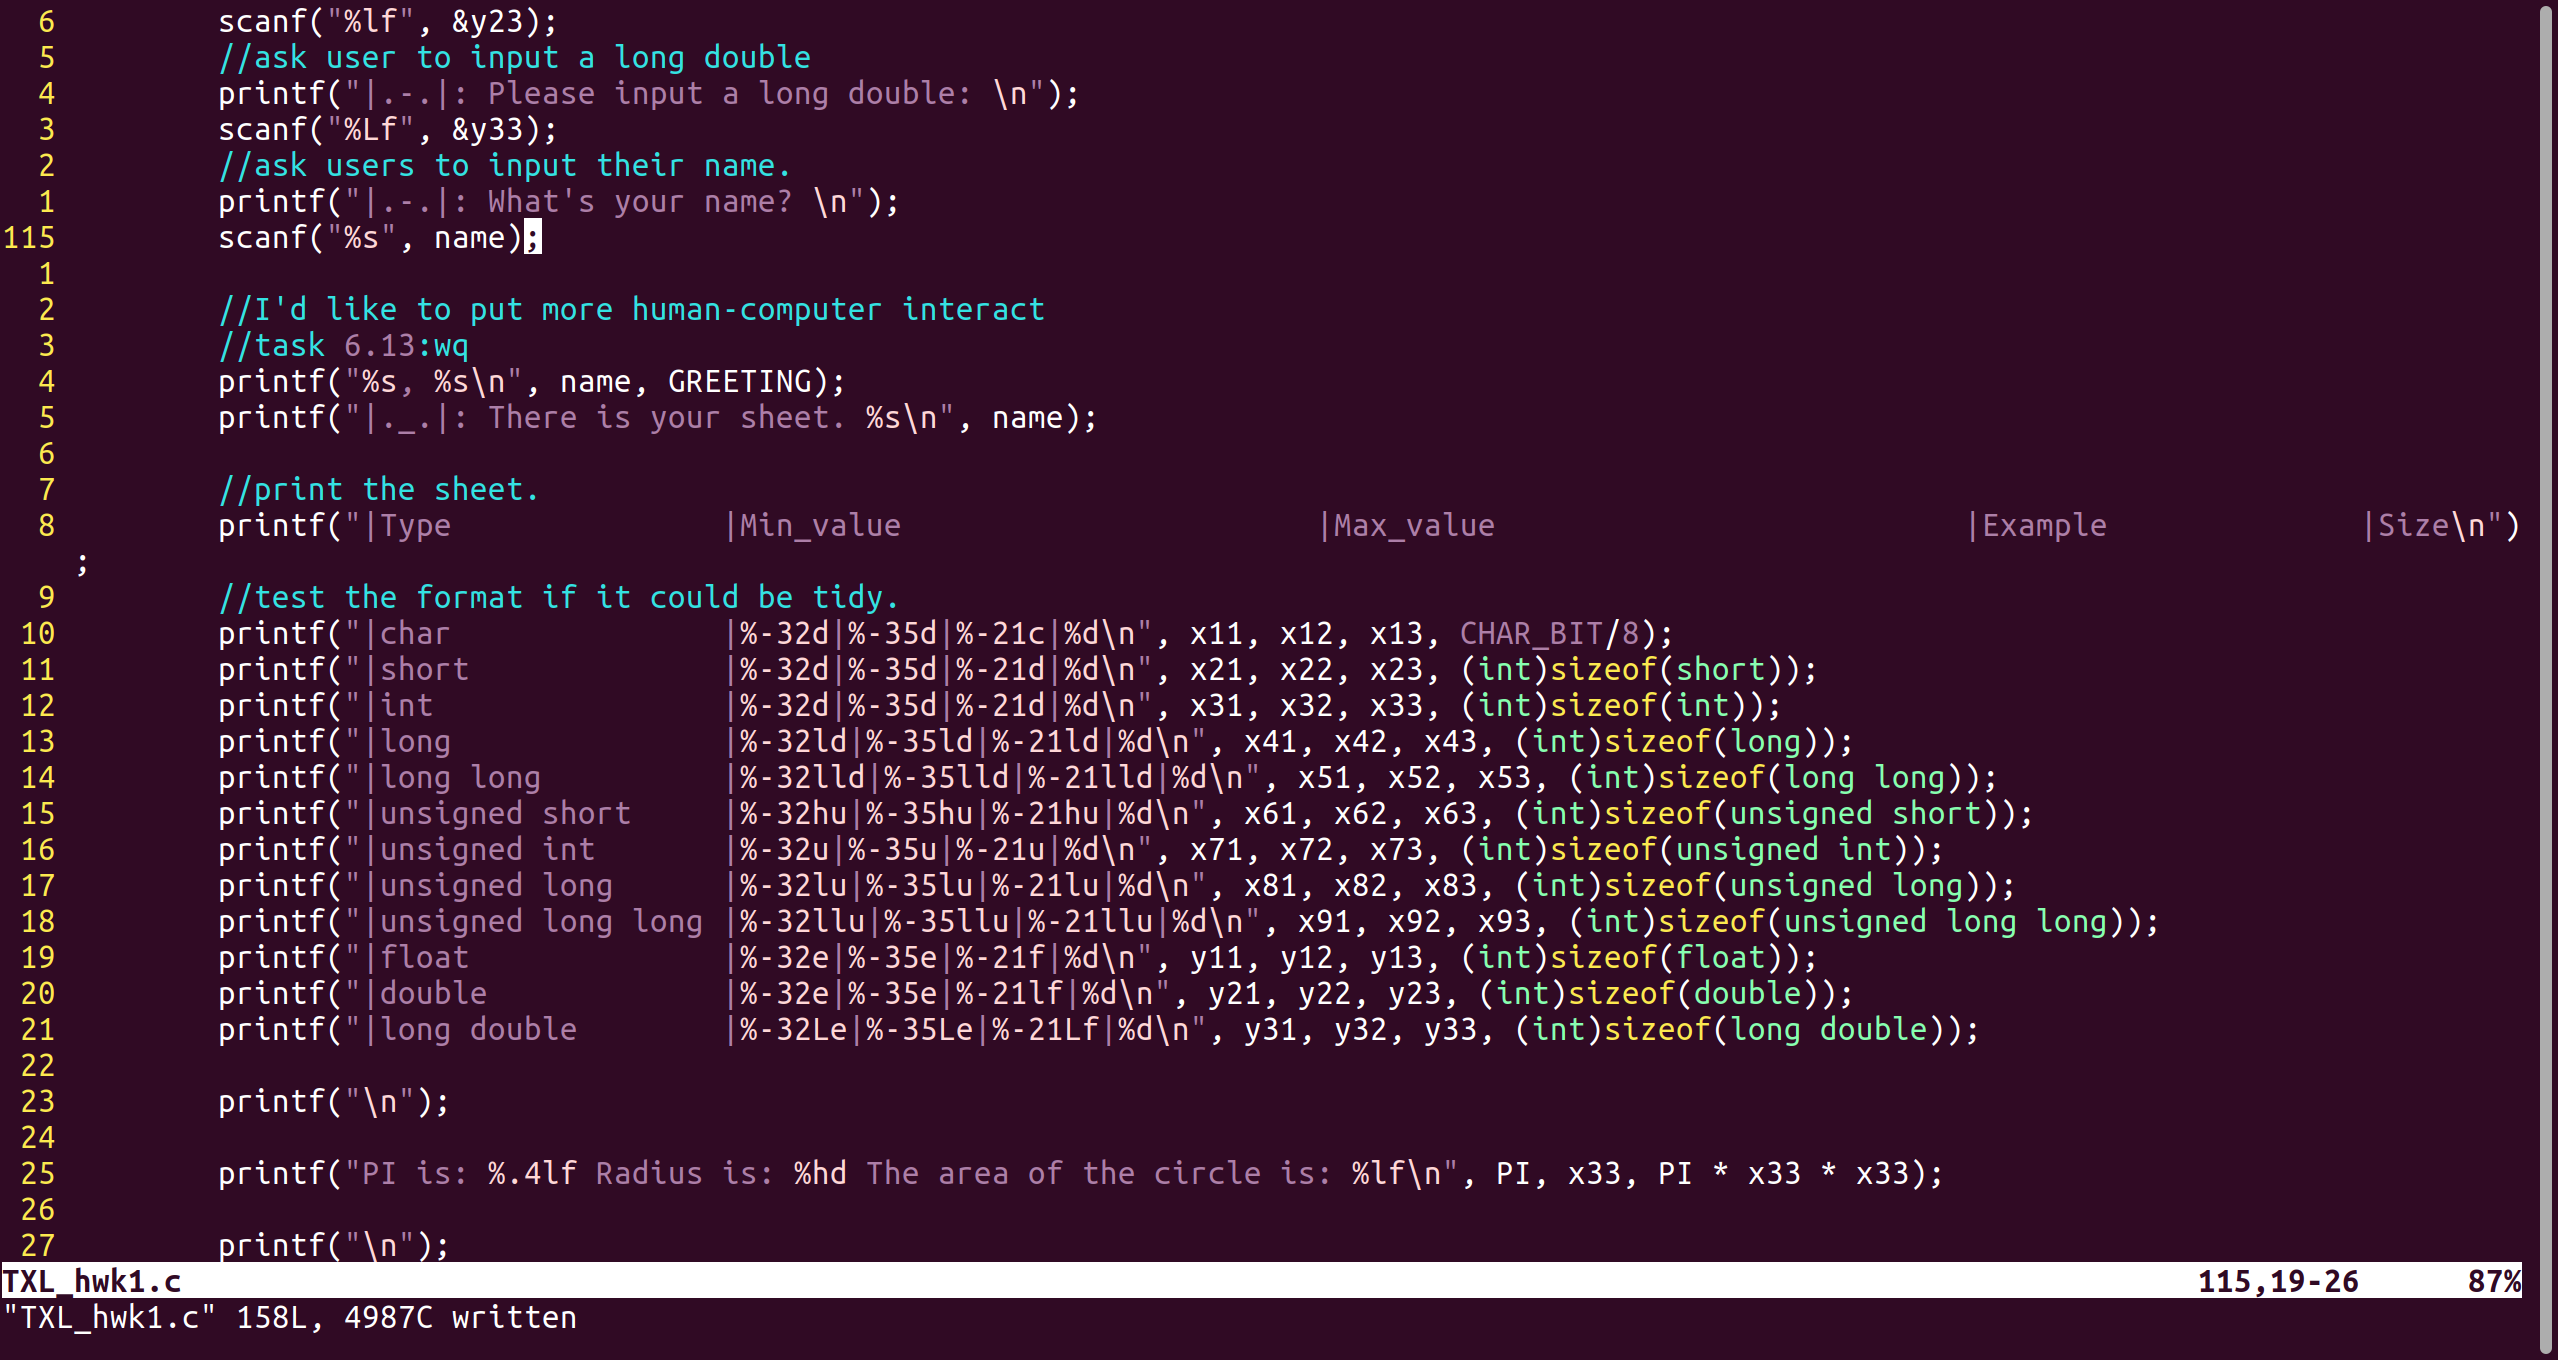 6         scanf("%lf", &y23);
5         //ask user to input a long double
4         printf("|.-.|: Please input a long double: \n");
3         scanf("%Lf", &y33);
2         //ask users to input their name.
1         printf("|.-.|: What's your name? \n");
115         scanf("%s", name);
1
2         //I'd like to put more human-computer interact
3         //task 6.13:wq
4         printf("%s, %s\n", name, GREETING);
5         printf("|._.|: There is your sheet. %s\n", name);
6
7         //print the sheet.
8         printf("|Type               |Min_value                       |Max_value                          |Example              |Size\n")
;
9         //test the format if it could be tidy.
10         printf("|char               |%-32d|%-35d|%-21c|%d\n", x11, x12, x13, CHAR_BIT/8);
11         printf("|short              |%-32d|%-35d|%-21d|%d\n", x21, x22, x23, (int)sizeof(short));
12         printf("|int                |%-32d|%-35d|%-21d|%d\n", x31, x32, x33, (int)sizeof(int));
13         printf("|long               |%-32ld|%-35ld|%-21ld|%d\n", x41, x42, x43, (int)sizeof(long));
14         printf("|long long          |%-32lld|%-35lld|%-21lld|%d\n", x51, x52, x53, (int)sizeof(long long));
15         printf("|unsigned short     |%-32hu|%-35hu|%-21hu|%d\n", x61, x62, x63, (int)sizeof(unsigned short));
16         printf("|unsigned int       |%-32u|%-35u|%-21u|%d\n", x71, x72, x73, (int)sizeof(unsigned int));
17         printf("|unsigned long      |%-32lu|%-35lu|%-21lu|%d\n", x81, x82, x83, (int)sizeof(unsigned long));
18         printf("|unsigned long long |%-32llu|%-35llu|%-21llu|%d\n", x91, x92, x93, (int)sizeof(unsigned long long));
19         printf("|float              |%-32e|%-35e|%-21f|%d\n", y11, y12, y13, (int)sizeof(float));
20         printf("|double             |%-32e|%-35e|%-21lf|%d\n", y21, y22, y23, (int)sizeof(double));
21         printf("|long double        |%-32Le|%-35Le|%-21Lf|%d\n", y31, y32, y33, (int)sizeof(long double));
22
23         printf("\n");
24
25         printf("PI is: %.4lf Radius is: %hd The area of the circle is: %lf\n", PI, x33, PI * x33 * x33);
26
27         printf("\n");
TXL_hwk1.c 115,19-26 87%
"TXL_hwk1.c" 158L, 4987C written